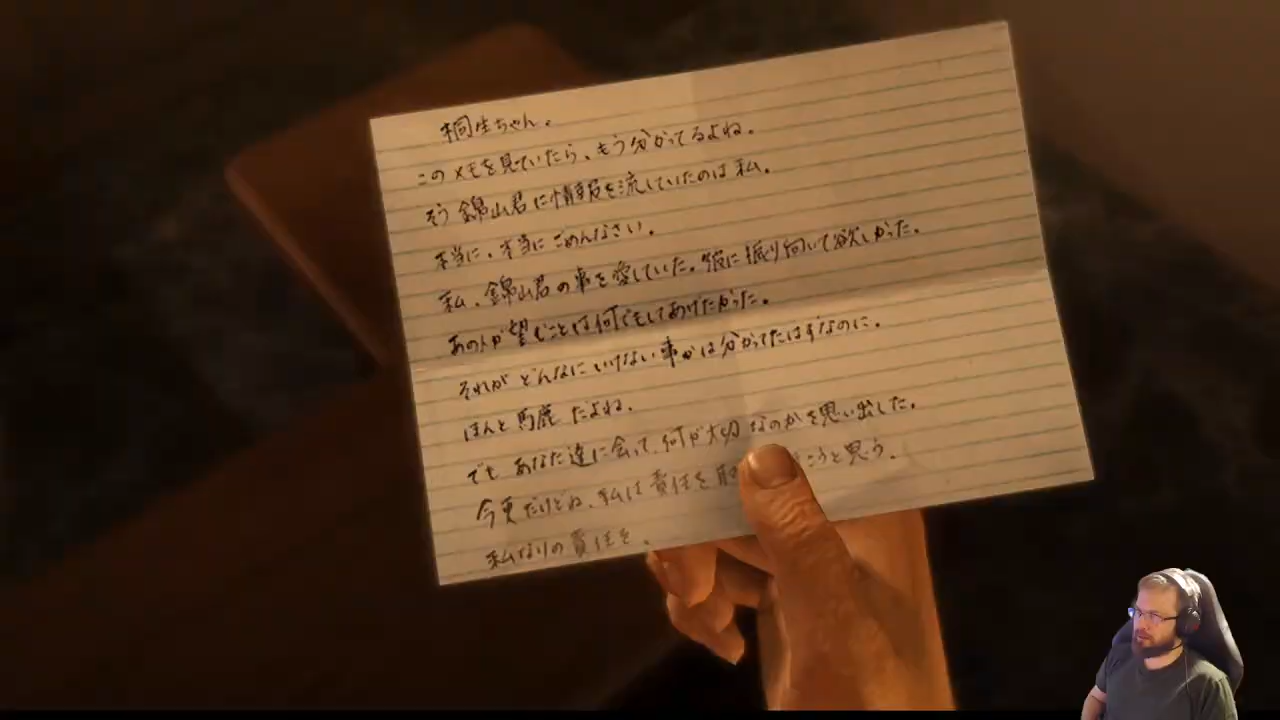 桐生ちゃん。
このメモを見ていたら、もう分かってるよね。
そう 錦山君に情報を流していたのは 私。
本当に、本当に ごめんなさい。
私、錦山君の事を愛していた。彼に振り向いて欲しかった。
あの人が望むことは何でもしてあげたかった。
それが どんなにいけない事かは分かってたはずなのに。
ほんと 馬鹿 だよね。
でも あなた達に会って、何が大切なのかを思い出した。
今更だけどね、私は責任を取 こうと思う。
私なりの責任を。